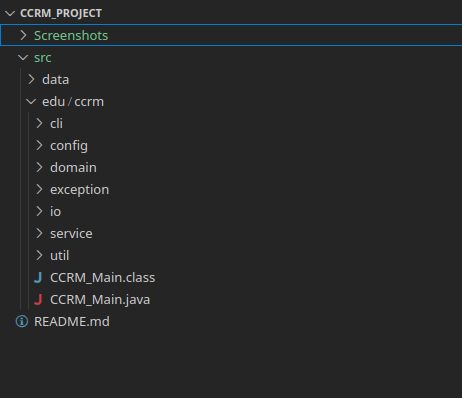 CCRM_PROJECT
Screenshots
src
data
edu / ccrm
cli
config
domain
exception
io
service
util
J CCRM_Main.class
J CCRM_Main.java
README.md